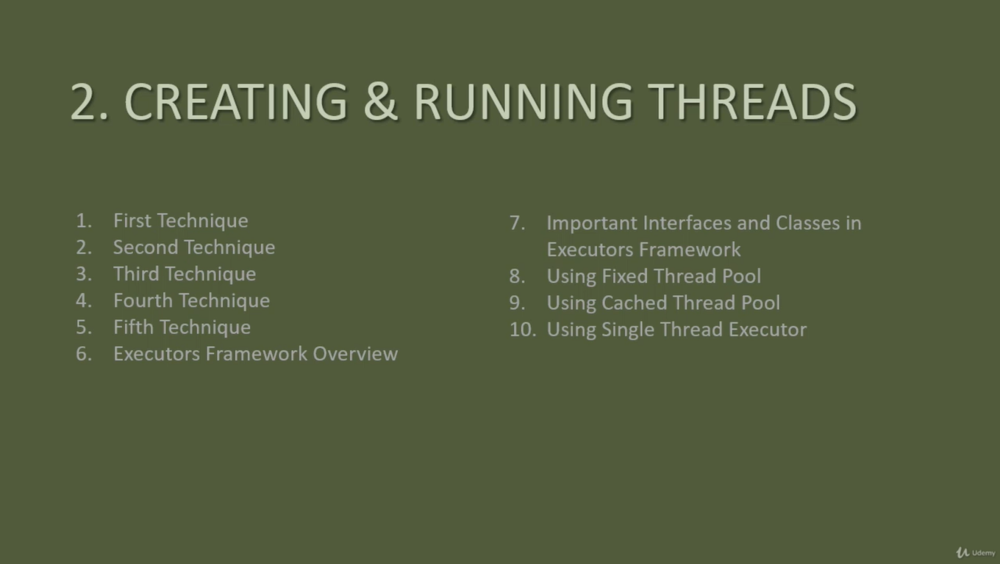 2. CREATING & RUNNING THREADS
1. First Technique
2. Second Technique
3. Third Technique
4. Fourth Technique
5. Fifth Technique
6. Executors Framework Overview
7. Important Interfaces and Classes in
Executors Framework
8. Using Fixed Thread Pool
9. Using Cached Thread Pool
10. Using Single Thread Executor
Udemy